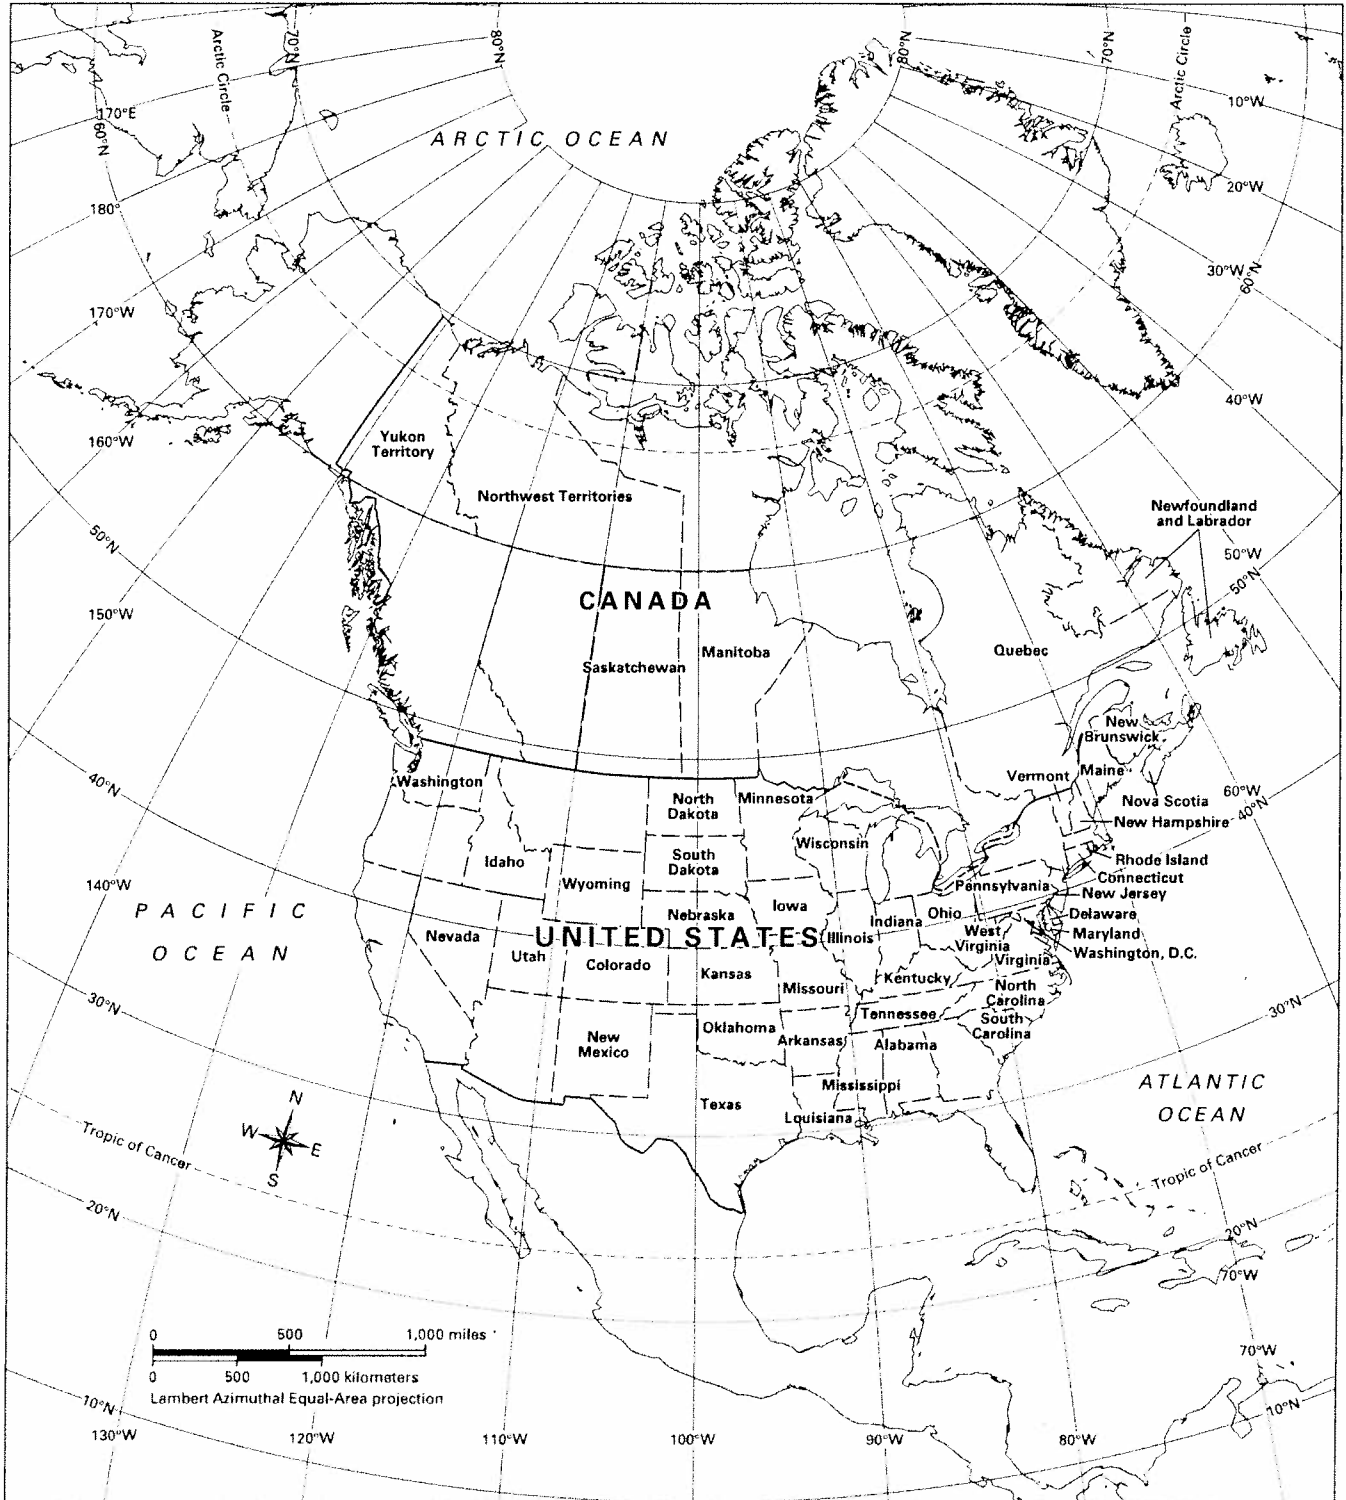 Arctic Circle
70°N
80°N
80°N
70°N
Arctic Circle
170°E
60°N
10°W
ARCTIC OCEAN
20°W
180°
30°W
60°N
170°W
40°W
160°W
Yukon
Territory
Northwest Territories
Newfoundland
and Labrador
50°N
50°W
50°N
150°W
CANADA
Saskatchewan
Manitoba
Quebec
New
Brunswick
40°N
Washington
North
Dakota
Minnesota
Vermont
Maine
Nova Scotia
60°W
40°N
New Hampshire
Wisconsin
Idaho
South
Dakota
Rhode Island
Connecticut
140°W
Wyoming
Pennsylvania
New Jersey
PACIFIC
OCEAN
Nebraska
Iowa
Indiana
Ohio
Delaware
Maryland
Washington, D.C.
Nevada
UNITED STATES
Illinois
West
Virginia
Virginia
Utah
Colorado
Kansas
Missouri
Kentucky
30°N
North
Carolina
30°N
Tennessee
South
Carolina
Oklahoma
Arkansas
Alabama
New
Mexico
Mississippi
ATLANTIC
OCEAN
Texas
Louisiana
N
W
E
S
Tropic of Cancer
Tropic of Cancer
20°N
20°N
70°W
0
500
1,000 miles
0
500
1,000 kilometers
Lambert Azimuthal Equal-Area projection
70°W
10°N
10°N
130°W
120°W
110°W
100°W
90°W
80°W